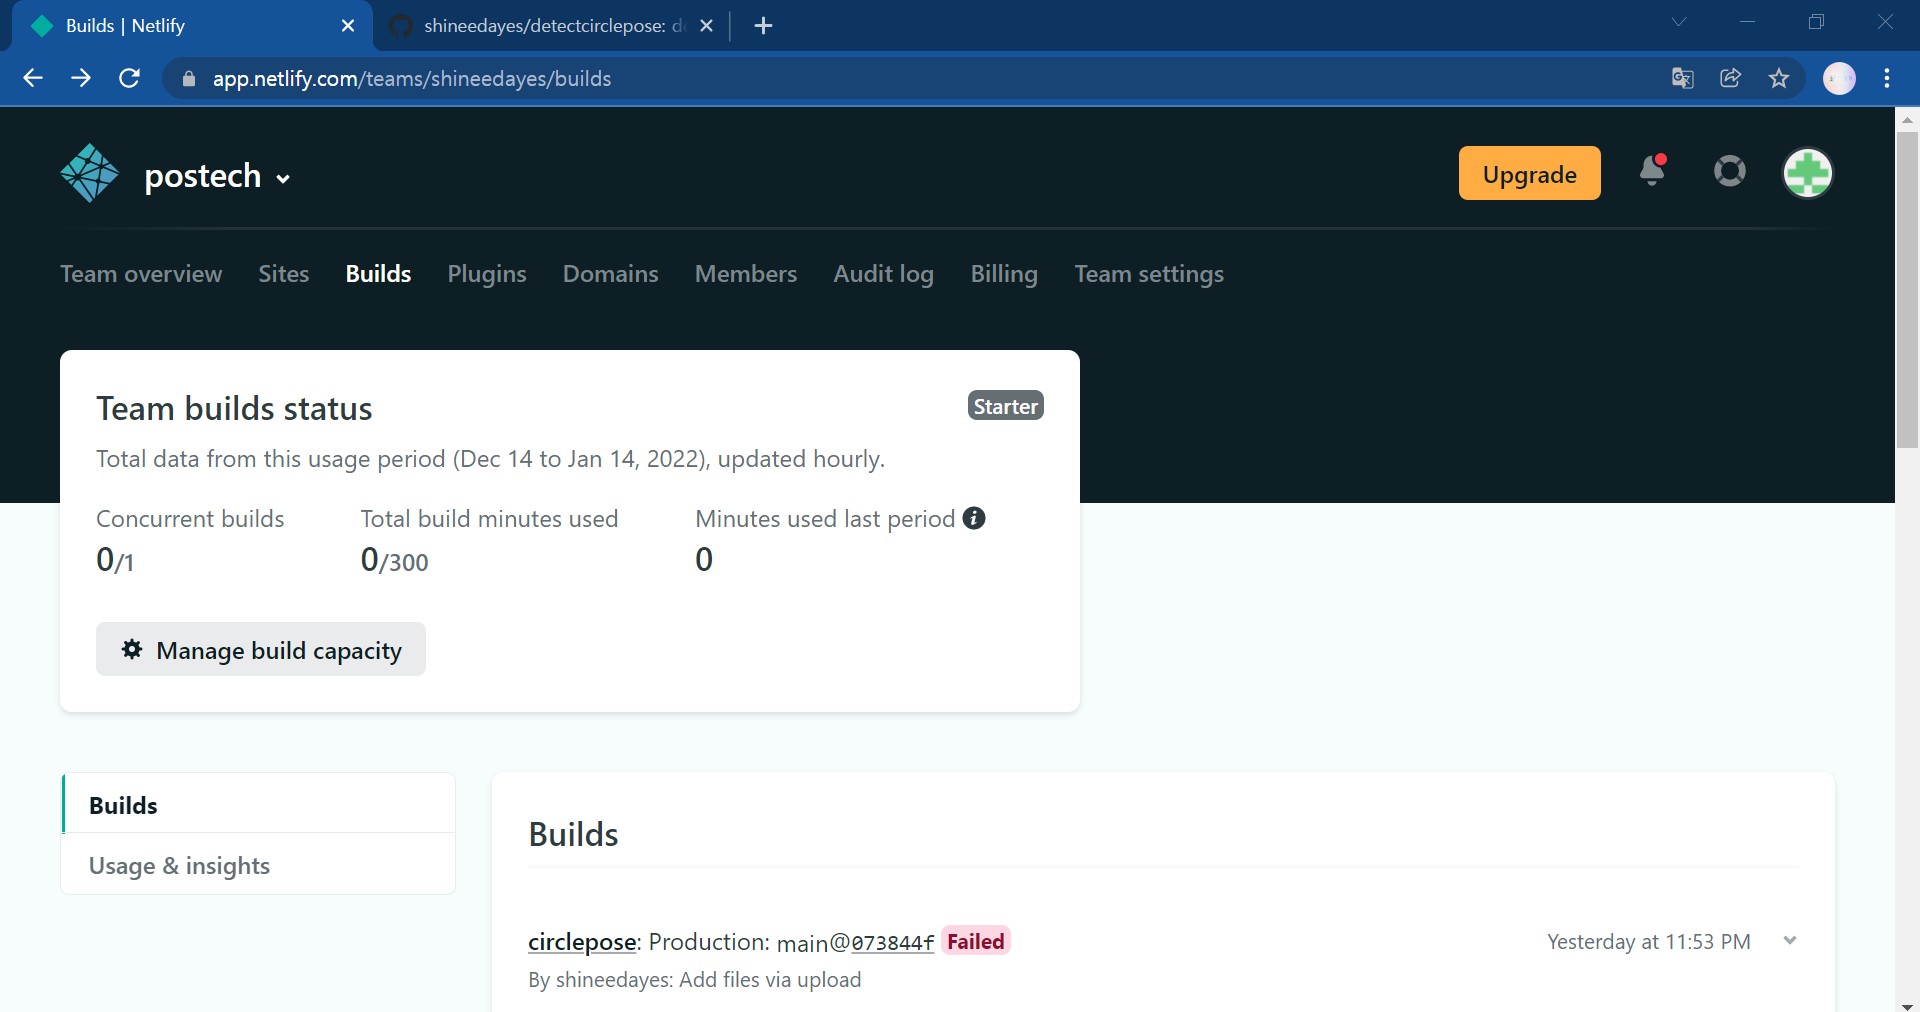 Builds | Netlify
shineedayes/detectcirclepose: de
app.netlify.com/teams/shineedayes/builds
postech
Upgrade
Team overview Sites Builds Plugins Domains Members Audit log Billing Team settings
Team builds status
Starter
Total data from this usage period (Dec 14 to Jan 14, 2022), updated hourly.
Concurrent builds Total build minutes used Minutes used last period
0/1 0/300 0
Manage build capacity
Builds
Usage & insights
Builds
circlepose: Production: main@073844f Failed Yesterday at 11:53 PM
By shineedayes: Add files via upload